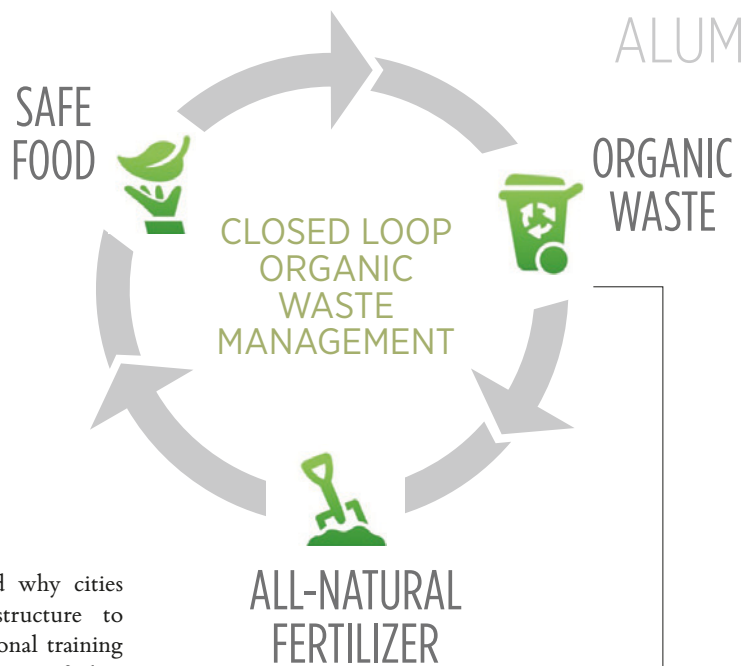 ALUM
SAFE
FOOD
ORGANIC
WASTE
CLOSED LOOP
ORGANIC
WASTE
MANAGEMENT
ALL-NATURAL
FERTILIZER
why cities
structure to
onal training